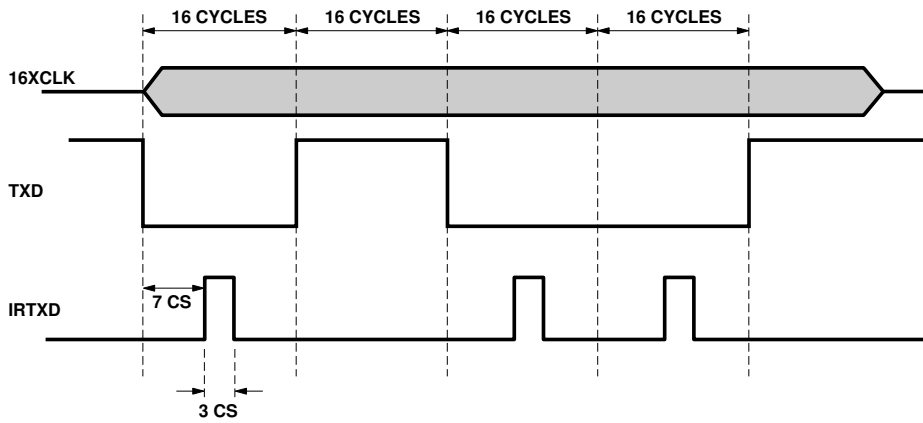 16 CYCLES 16 CYCLES 16 CYCLES 16 CYCLES
16XCLK
TXD
7 CS
IRTXD
3 CS